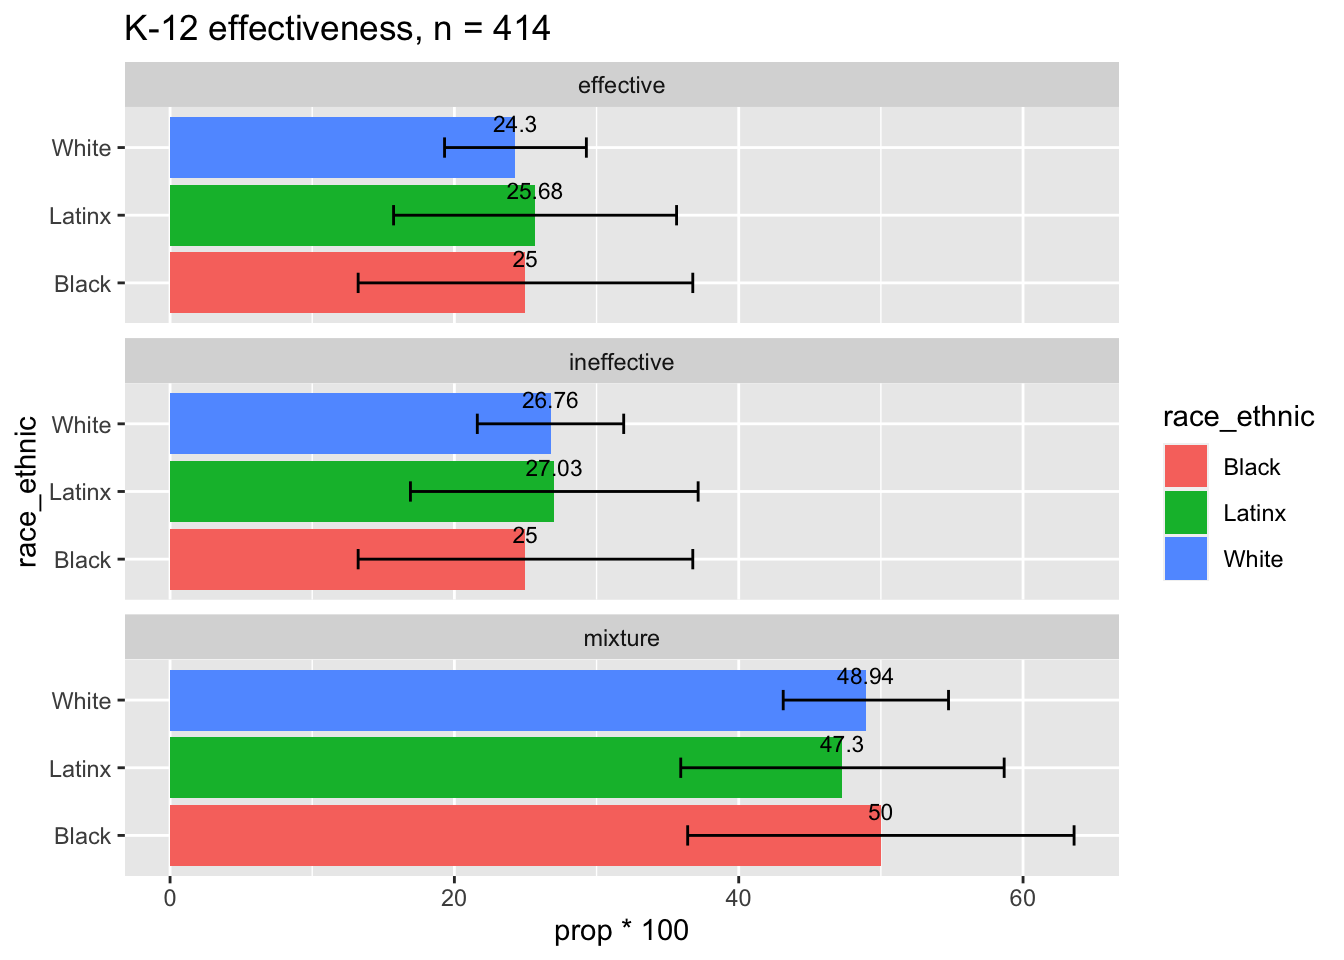 K-12 effectiveness, n = 414
effective
White
24.3
Latinx
25.68
Black
25
ineffective
White
26.76
Latinx
27.03
Black
25
mixture
White
48.94
Latinx
47.3
Black
50
0 20 40 60
prop * 100
race_ethnic
race_ethnic
Black
Latinx
White